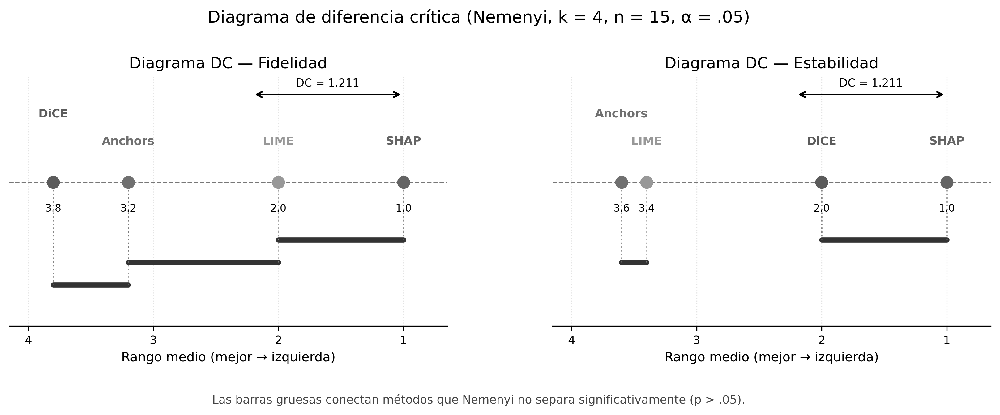 Diagrama de diferencia crítica (Nemenyi, k = 4, n = 15, α = .05)
Diagrama DC — Fidelidad
DC = 1.211
DiCE
Anchors
LIME
SHAP
3.8
3.2
2.0
1.0
4
3
2
1
Rango medio (mejor → izquierda)
Diagrama DC — Estabilidad
DC = 1.211
Anchors
LIME
DiCE
SHAP
3.6
3.4
2.0
1.0
4
3
2
1
Rango medio (mejor → izquierda)
Las barras gruesas conectan métodos que Nemenyi no separa significativamente (p > .05).